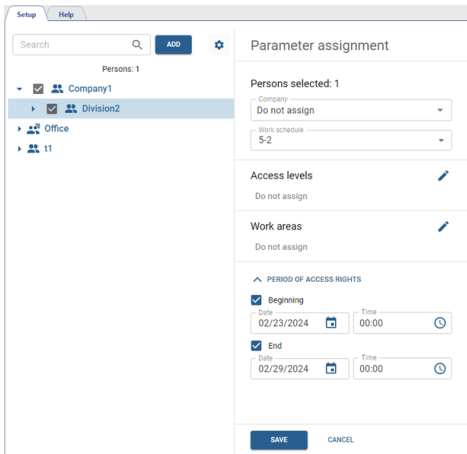 Setup
Help
Search
ADD
Persons: 1
Company1
Division2
Office
t1
Parameter assignment
Persons selected: 1
Company
Do not assign
Work schedule
5-2
Access levels
Do not assign
Work areas
Do not assign
PERIOD OF ACCESS RIGHTS
Beginning
Date
02/23/2024
Time
00:00
End
Date
02/29/2024
Time
00:00
SAVE
CANCEL